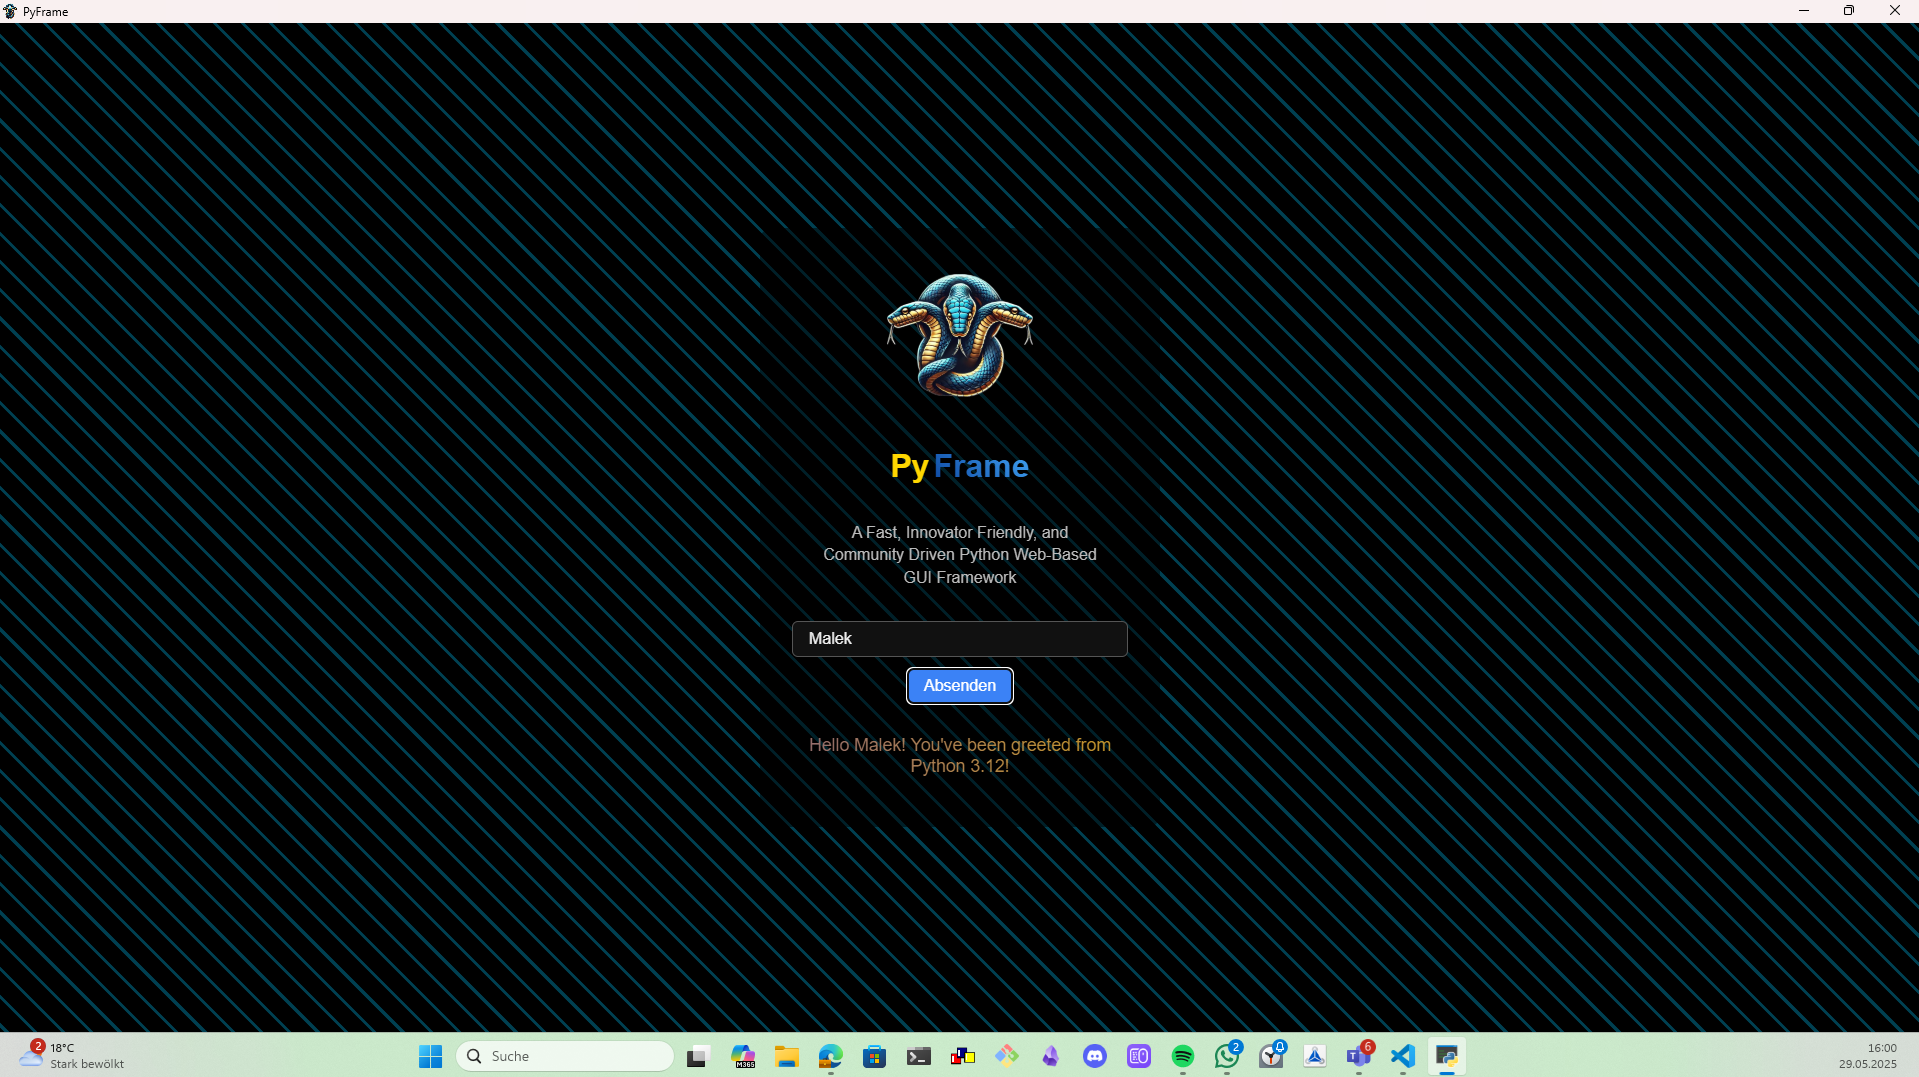 PyFrame
PyFrame
A Fast, Innovator Friendly, and
Community Driven Python Web-Based
GUI Framework
Malek
Absenden
Hello Malek! You've been greeted from
Python 3.12!
2
18°C
Stark bewölkt
Suche
M365
2
6
16:00
29.05.2025